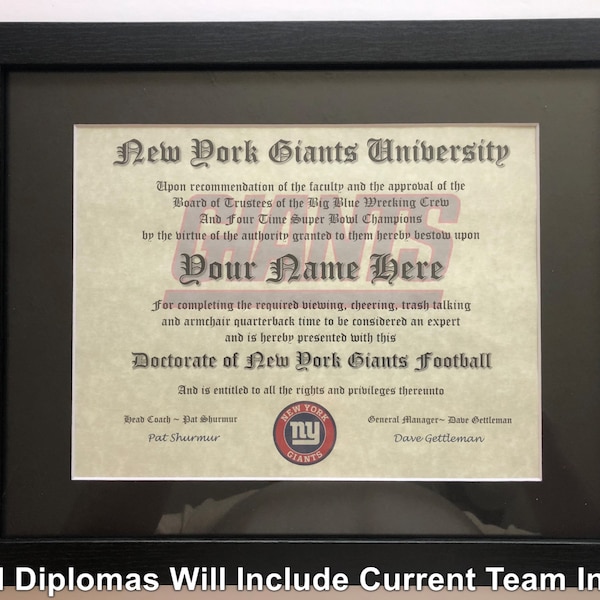 New York Giants University
Upon recommendation of the faculty and the approval of the
Board of Trustees of the Big Blue Wrecking Crew
And Four Time Super Bowl Champions
by the virtue of the authority granted to them hereby bestow upon
GIANTS
Your Name Here
For completing the required viewing, cheering, trash talking
and armchair quarterback time to be considered an expert
and is hereby presented with this
Doctorate of New York Giants Football
And is entitled to all the rights and privileges thereunto
Head Coach ~ Pat Shurmur
General Manager~ Dave Gettleman
Pat Shurmur
Dave Gettleman
NEW YORK
ny
GIANTS
l Diplomas Will Include Current Team In